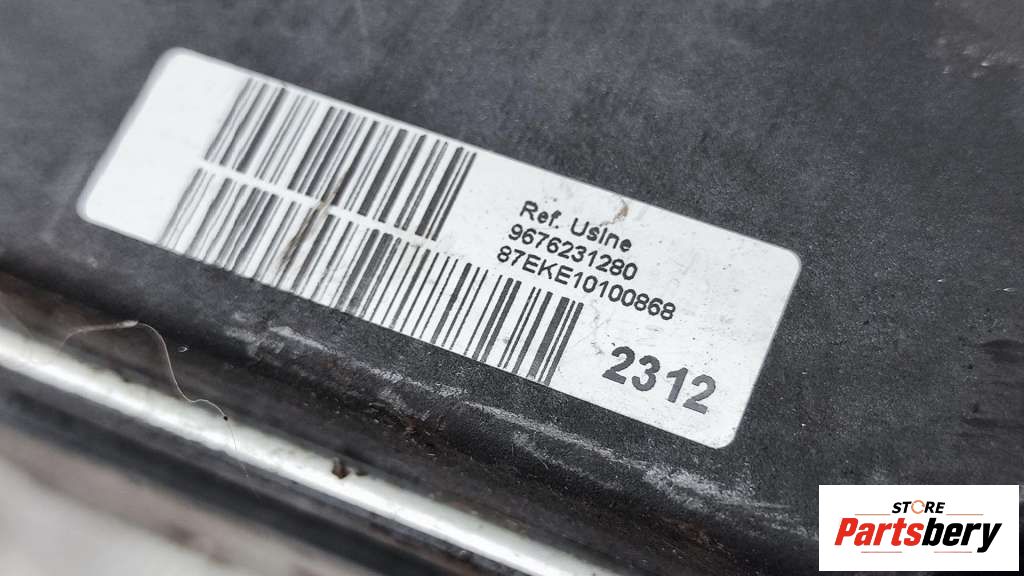 Ref. Usine
9676231280
87EKE10100868
2312
STORE
Partsbery